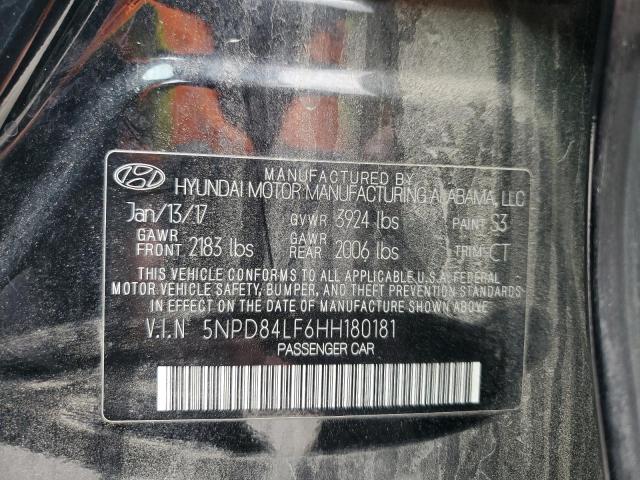 MANUFACTURED BY
HYUNDAI MOTOR MANUFACTURING ALABAMA, LLC
Jan/13/17 GVWR 3924 lbs PAINT S3
GAWR FRONT 2183 lbs GAWR REAR 2006 lbs TRIM CT
THIS VEHICLE CONFORMS TO ALL APPLICABLE U.S.A. FEDERAL
MOTOR VEHICLE SAFETY, BUMPER, AND THEFT PREVENTION STANDARDS
IN EFFECT ON THE DATE OF MANUFACTURE SHOWN ABOVE
V.I.N 5NPD84LF6HH180181
PASSENGER CAR